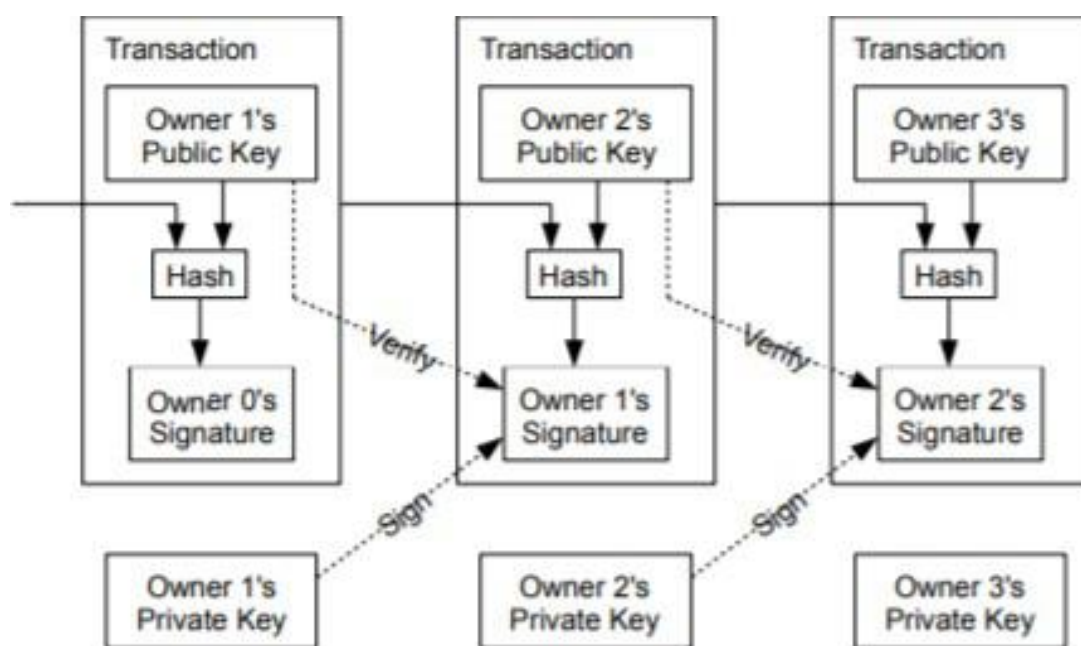 Transaction
Owner 1's
Public Key
Hash
Owner 0's
Signature
Transaction
Owner 2's
Public Key
Hash
Verify
Owner 1's
Signature
Transaction
Owner 3's
Public Key
Hash
Verify
Owner 2's
Signature
Sign
Sign
Owner 1's
Private Key
Owner 2's
Private Key
Owner 3's
Private Key